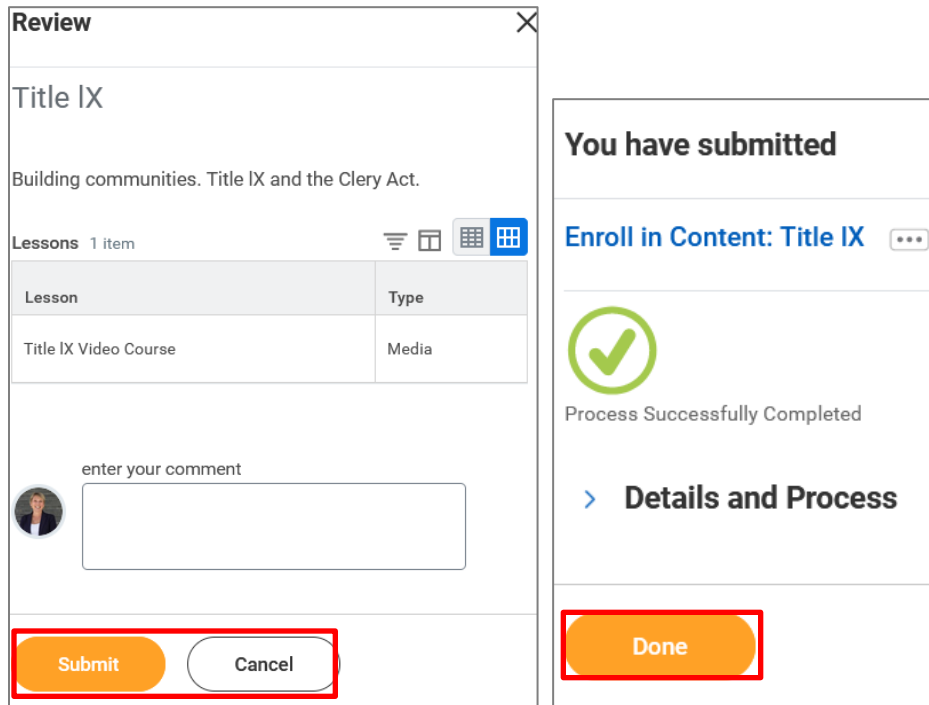 Review
Title lX
Building communities. Title lX and the Clery Act.
Lessons 1 item
Lesson Type
Title lX Video Course Media
enter your comment
Submit Cancel
You have submitted
Enroll in Content: Title IX
Process Successfully Completed
Details and Process
Done